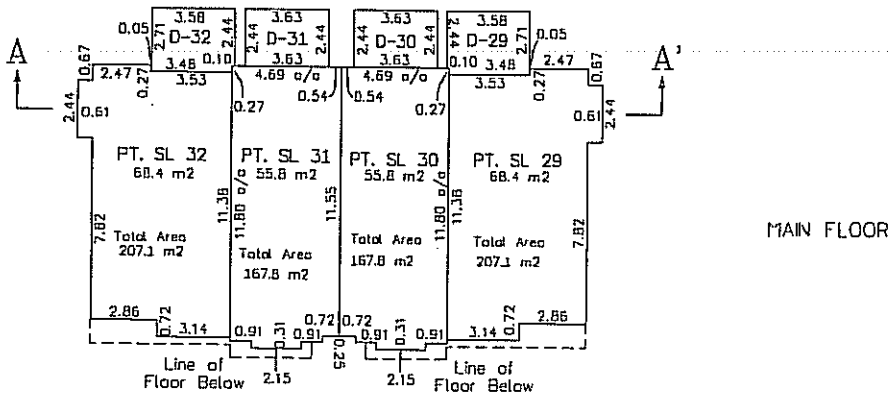 3.58 3.63 3.63 3.58
0.05 2.71 D-32 2.44 2.44 D-31 2.44 2.44 D-30 2.44 D-29 2.71 0.05
A A'
0.67 2.47 0.27 3.48 0.10 3.63 3.63 0.10 3.48 0.27 2.47 0.67
3.53 4.69 o/a 4.69 o/a 3.53
2.44 0.61 0.27 0.54 0.54 0.27 0.61 2.44
PT. SL 32 PT. SL 31 PT. SL 30 PT. SL 29
68.4 m2 55.8 m2 55.8 m2 68.4 m2
7.82 11.38 11.80 o/a 11.55 11.80 o/a 11.38 7.82
MAIN FLOOR
Total Area Total Area Total Area Total Area
207.1 m2 167.8 m2 167.8 m2 207.1 m2
2.86 0.72 3.14 0.91 0.31 0.91 0.72 0.72 0.91 0.31 0.91 3.14 0.72 2.86
0.25
Line of Line of
Floor Below 2.15 2.15 Floor Below